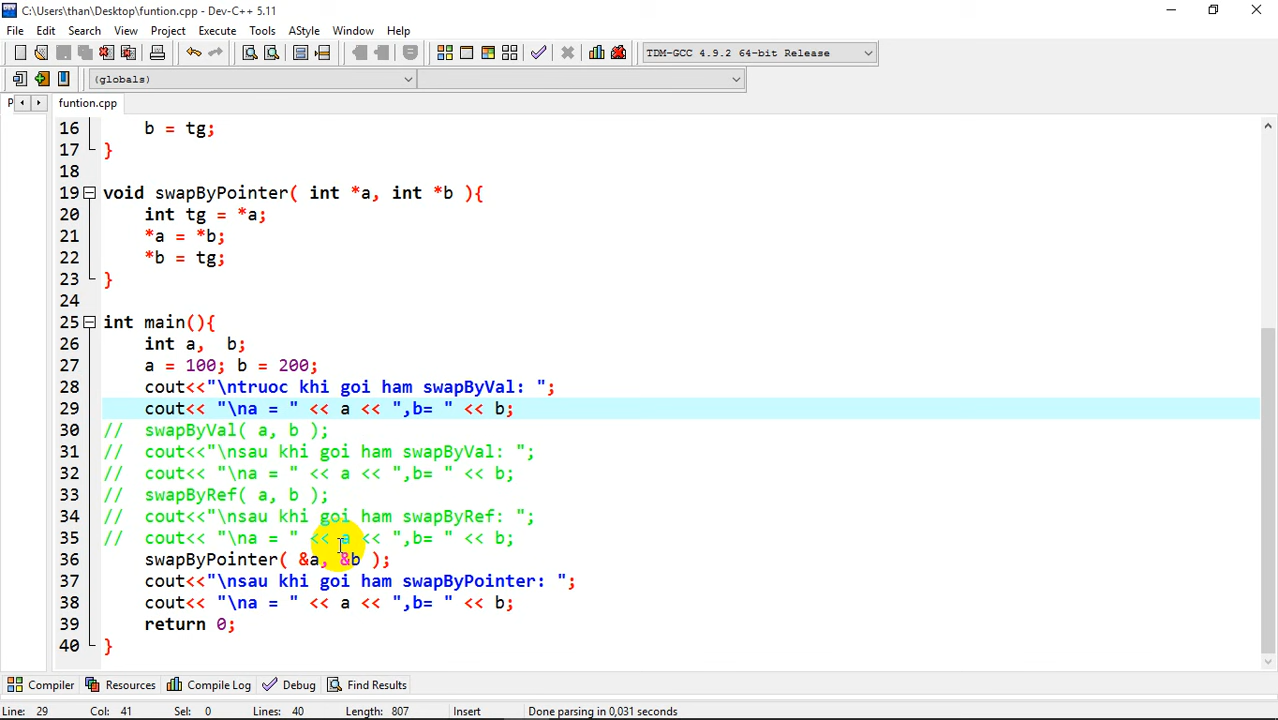 C:\Users\than\Desktop\funtion.cpp - Dev-C++ 5.11
File Edit Search View Project Execute Tools AStyle Window Help
TDM-GCC 4.9.2 64-bit Release
(globals)
P funtion.cpp
16 b = tg;
17 }
18
19 void swapByPointer( int *a, int *b ){
20 int tg = *a;
21 *a = *b;
22 *b = tg;
23 }
24
25 int main(){
26 int a, b;
27 a = 100; b = 200;
28 cout<<"\ntruoc khi goi ham swapByVal: ";
29 cout<< "\na = " << a << ",b= " << b;
30 // swapByVal( a, b );
31 // cout<<"\nsau khi goi ham swapByVal: ";
32 // cout<< "\na = " << a << ",b= " << b;
33 // swapByRef( a, b );
34 // cout<<"\nsau khi goi ham swapByRef: ";
35 // cout<< "\na = " << a << ",b= " << b;
36 swapByPointer( &a, &b );
37 cout<<"\nsau khi goi ham swapByPointer: ";
38 cout<< "\na = " << a << ",b= " << b;
39 return 0;
40 }
Compiler Resources Compile Log Debug Find Results
Line: 29 Col: 41 Sel: 0 Lines: 40 Length: 807 Insert Done parsing in 0,031 seconds